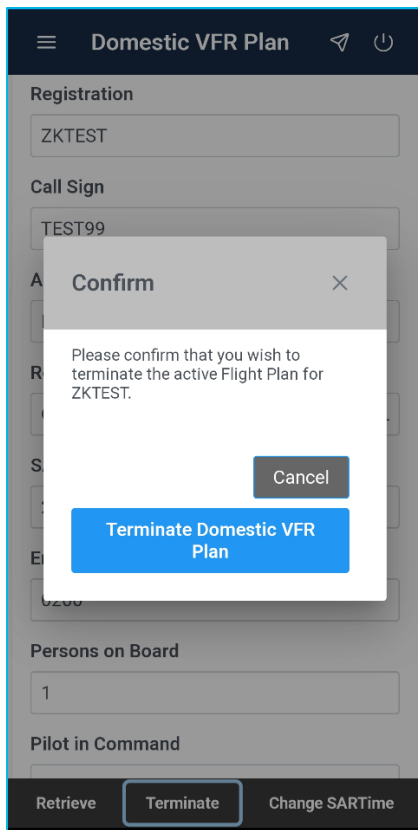 Domestic VFR Plan
Registration
ZKTEST
Call Sign
TEST99
Confirm
Please confirm that you wish to
terminate the active Flight Plan for
ZKTEST.
Cancel
Terminate Domestic VFR
Plan
Persons on Board
1
Pilot in Command
Retrieve Terminate Change SARTime